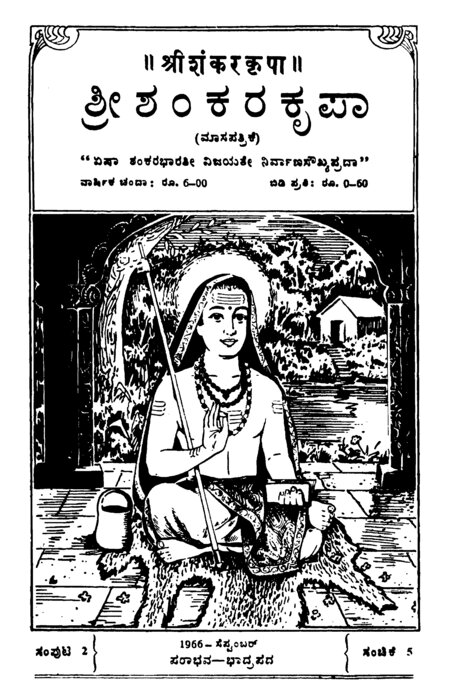 ॥ श्रीशंकरकृपा ॥
ಶ್ರೀಶಂಕರಕೃಪಾ
(ಮಾಸಪತ್ರಿಕೆ)
“ಏಷಾ ಶಂಕರಭಾರತೀ ವಿಜಯತೇ ನಿರ್ವಾಣಸೌಖ್ಯಪ್ರದಾ”
ವಾರ್ಷಿಕ ಚಂದಾ: ರೂ. 6-00 ಬಿಡಿ ಪ್ರತಿ: ರೂ. 0-60
ಸಂಪುಟ 2
1966-ಸೆಪ್ಟಂಬರ್
ಪರಾಭವ-ಭಾದ್ರಪದ
ಸಂಚಿಕೆ 5